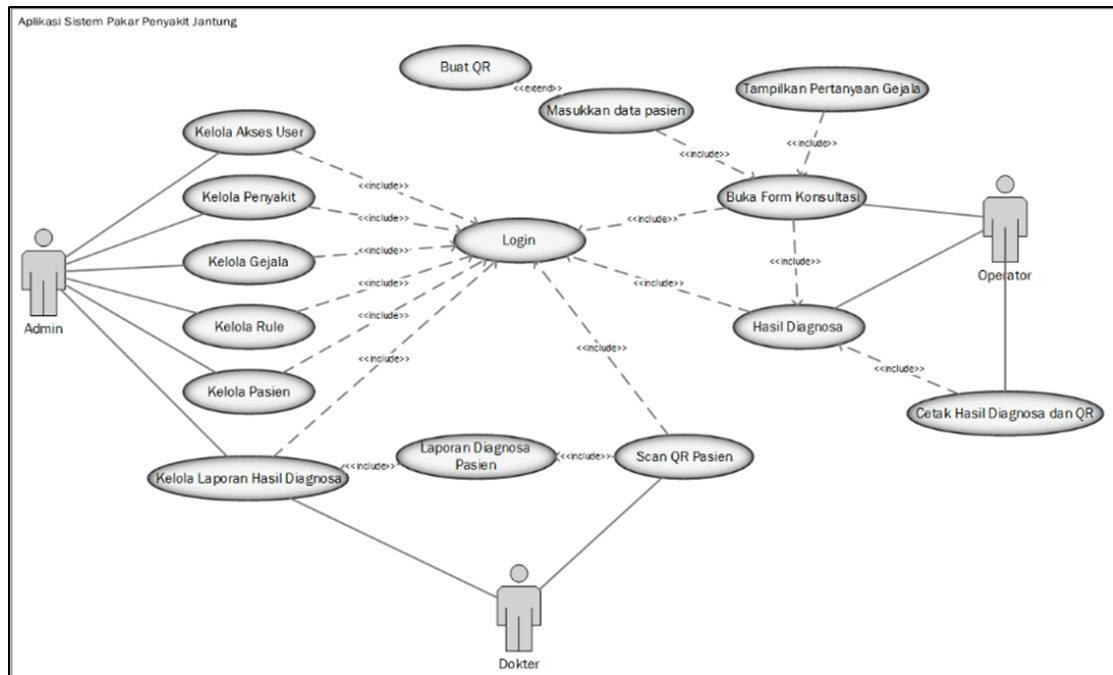 Aplikasi Sistem Pakar Penyakit Jantung
Buat QR
<<extend>>
Masukkan data pasien
Tampilkan Pertanyaan Gejala
Kelola Akses User
<<include>>
<<include>>
<<include>>
Kelola Penyakit
<<include>>
Buka Form Konsultasi
<<include>>
<<include>>
Login
Kelola Gejala
<<include>>
<<include>>
<<include>>
Operator
<<include>>
Admin
Kelola Rule
<<include>>
Hasil Diagnosa
<<include>>
<<include>>
<<include>>
Kelola Pasien
Cetak Hasil Diagnosa dan QR
Laporan Diagnosa
Pasien
<<include>>
Scan QR Pasien
<<include>>
Kelola Laporan Hasil Diagnosa
Dokter